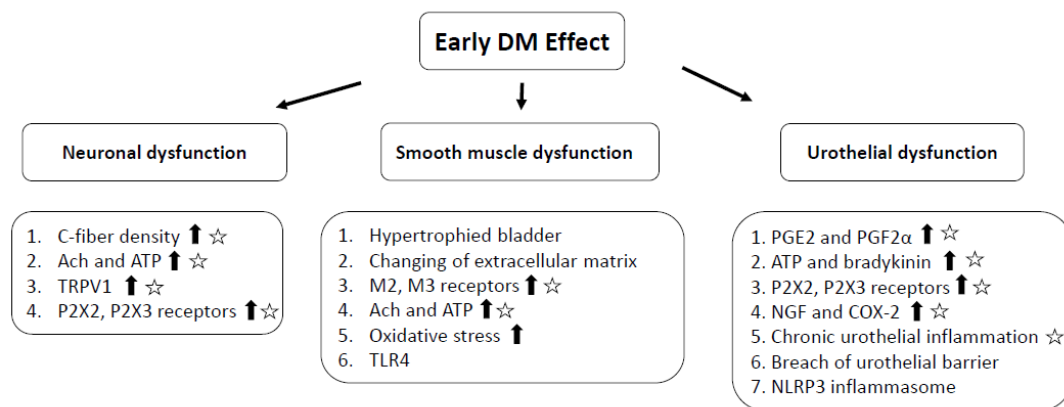 Early DM Effect
Neuronal dysfunction
1. C-fiber density ⬆ ☆
2. Ach and ATP ⬆ ☆
3. TRPV1 ⬆ ☆
4. P2X2, P2X3 receptors ⬆ ☆
Smooth muscle dysfunction
1. Hypertrophied bladder
2. Changing of extracellular matrix
3. M2, M3 receptors ⬆ ☆
4. Ach and ATP ⬆ ☆
5. Oxidative stress ⬆
6. TLR4
Urothelial dysfunction
1. PGE2 and PGF2α ⬆ ☆
2. ATP and bradykinin ⬆ ☆
3. P2X2, P2X3 receptors ⬆ ☆
4. NGF and COX-2 ⬆ ☆
5. Chronic urothelial inflammation ☆
6. Breach of urothelial barrier
7. NLRP3 inflammasome